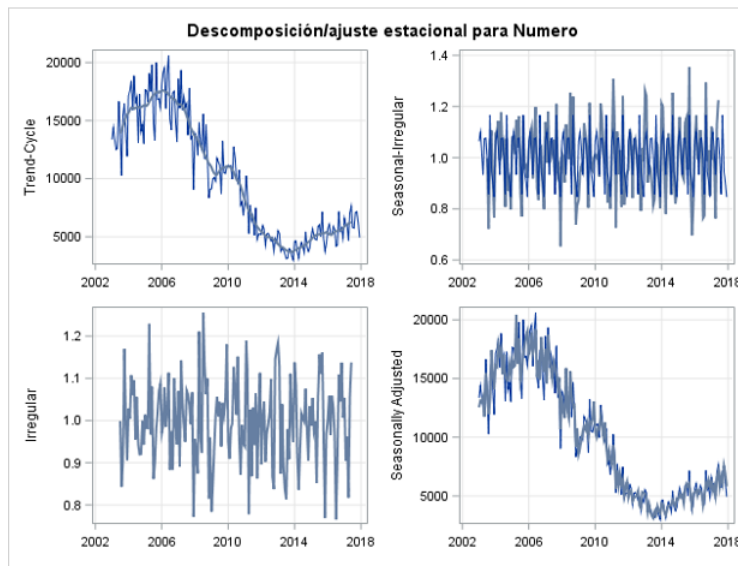 Descomposición/ajuste estacional para Numero
Trend-Cycle
20000
15000
10000
5000
2002 2006 2010 2014 2018
Seasonal-Irregular
1.4
1.2
1.0
0.8
0.6
2002 2006 2010 2014 2018
Irregular
1.2
1.1
1.0
0.9
0.8
2002 2006 2010 2014 2018
Seasonally Adjusted
20000
15000
10000
5000
2002 2006 2010 2014 2018